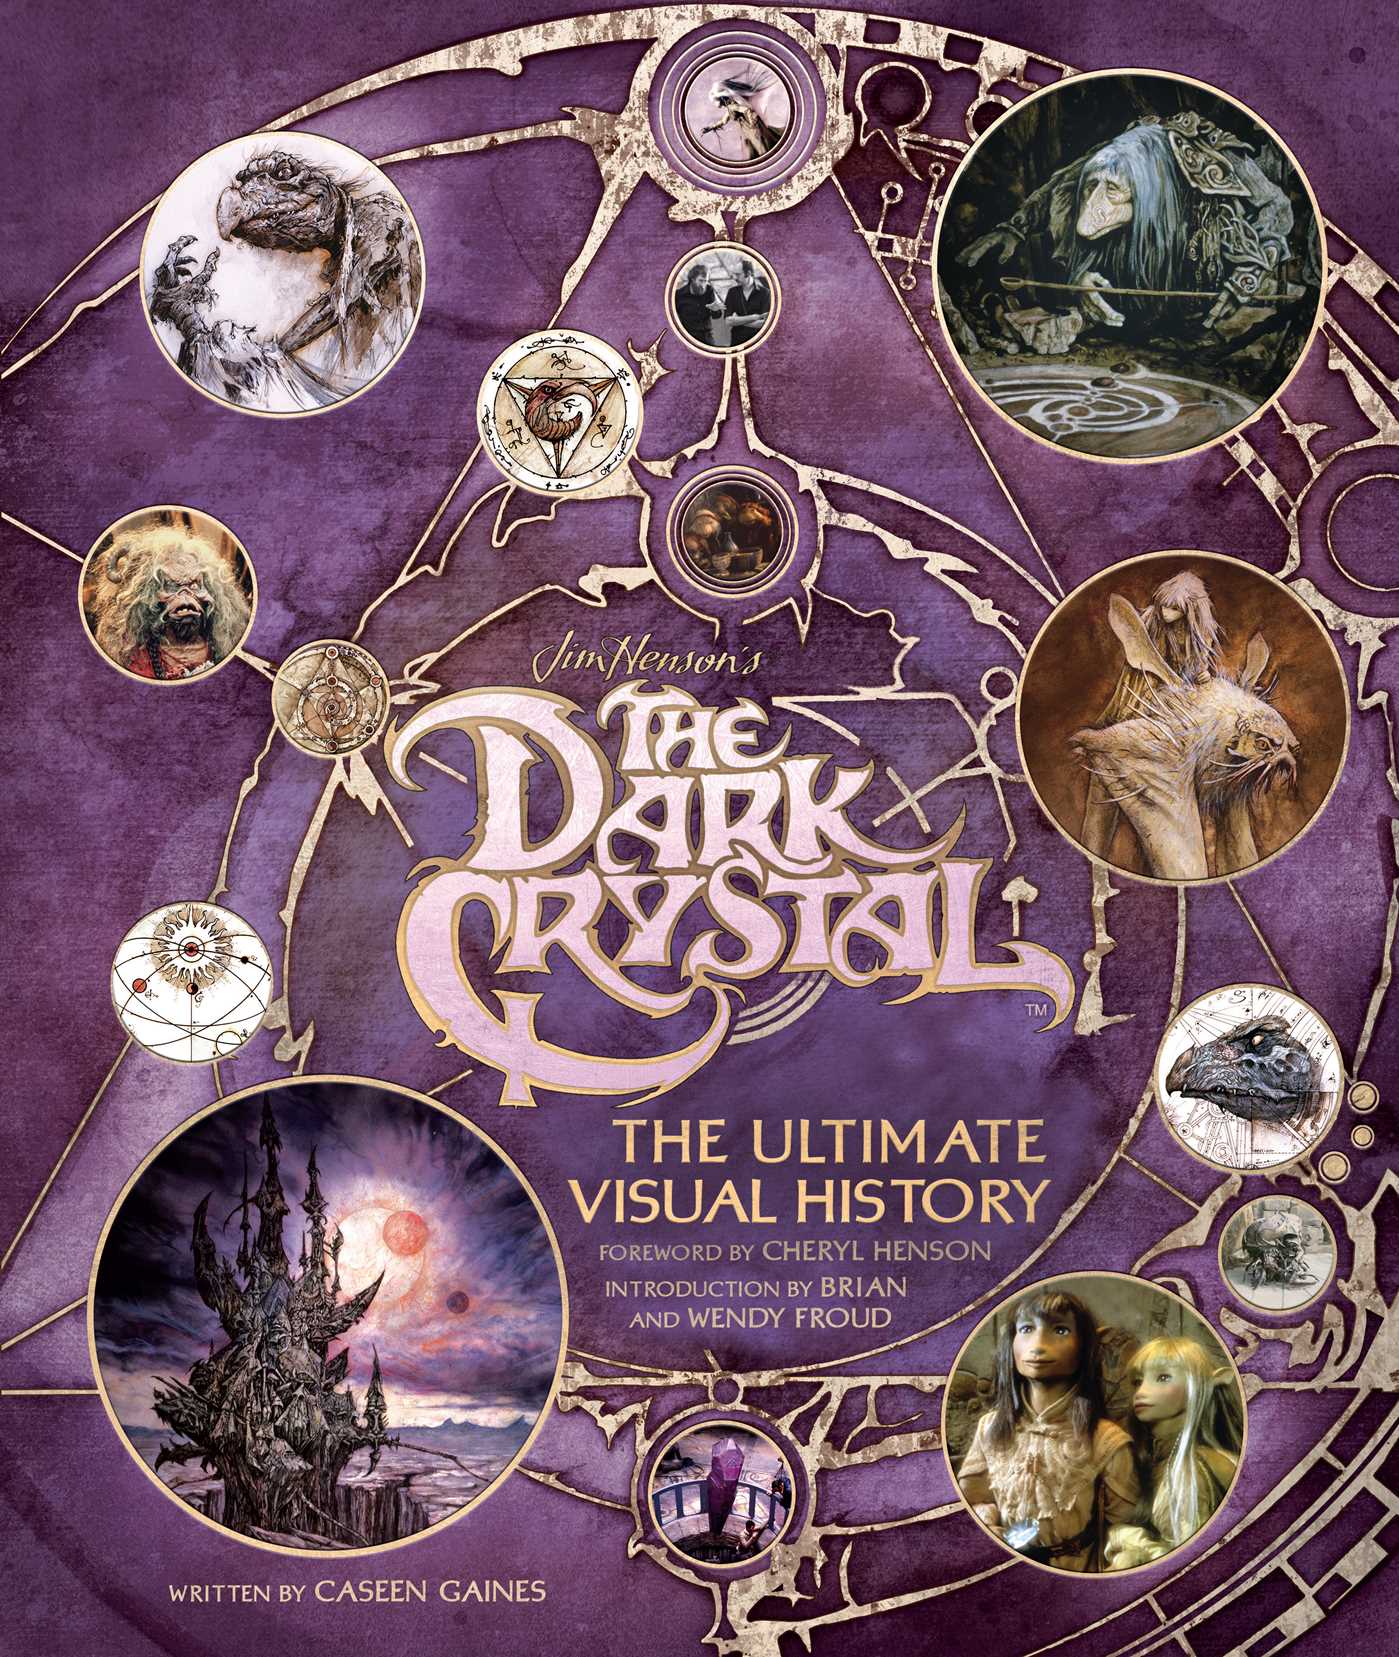 Jim Henson's
THE
DARK
CRYSTAL
™
THE ULTIMATE
VISUAL HISTORY
FOREWORD BY CHERYL HENSON
INTRODUCTION BY BRIAN
AND WENDY FROUD
WRITTEN BY CASEEN GAINES